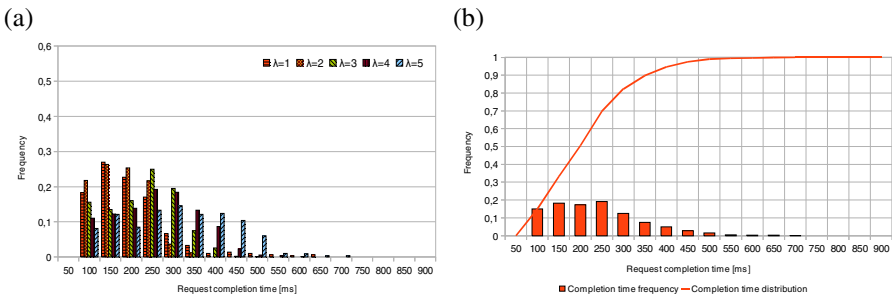 (a)
0,6
0,5
0,4
0,3
0,2
0,1
0
Frequency
λ=1 λ=2 λ=3 λ=4 λ=5
50 100 150 200 250 300 350 400 450 500 550 600 650 700 750 800 850 900
Request completion time [ms]
(b)
1
0,9
0,8
0,7
0,6
0,5
0,4
0,3
0,2
0,1
0
Frequency
50 100 150 200 250 300 350 400 450 500 550 600 650 700 750 800 850 900
Request completion time [ms]
Completion time frequency Completion time distribution